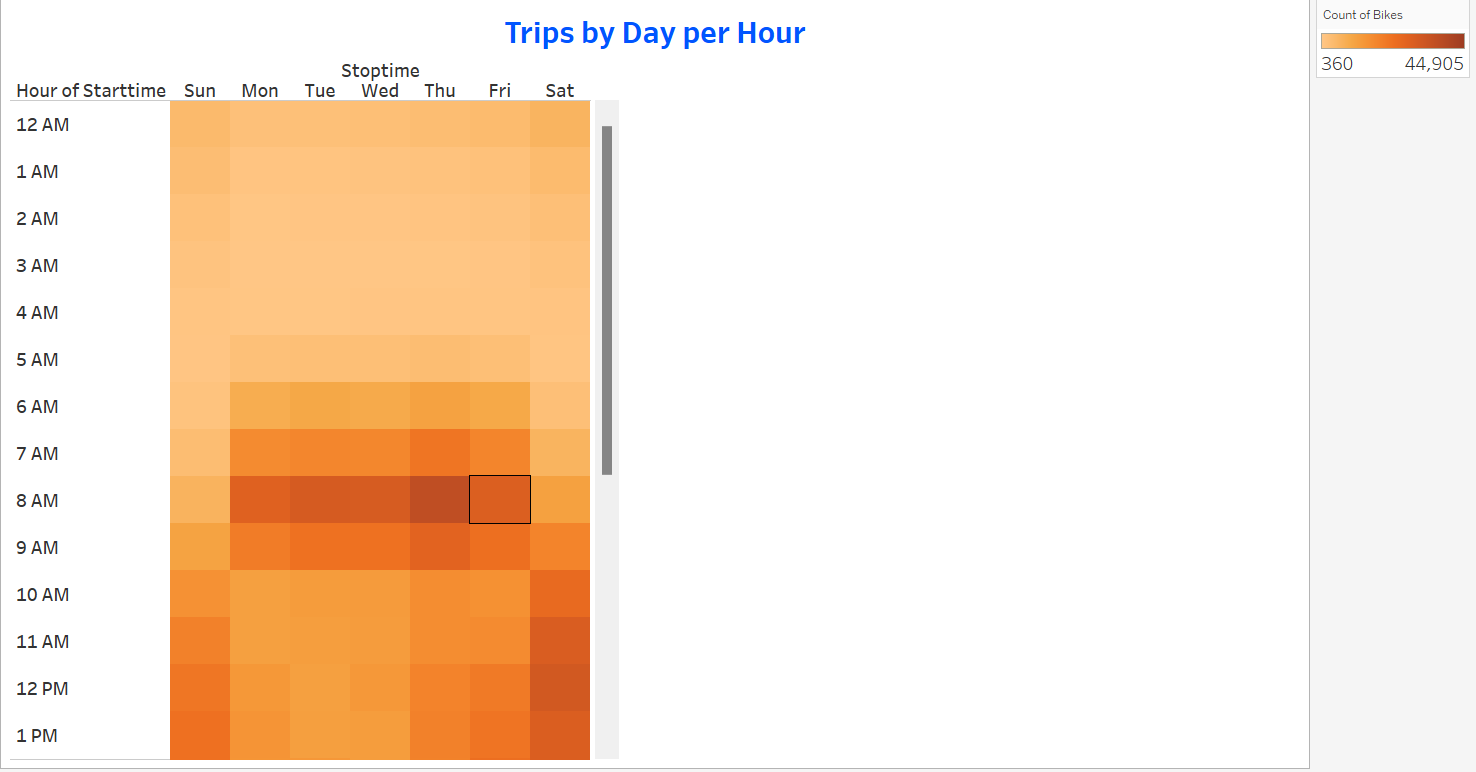 Trips by Day per Hour
Stoptime
Hour of Starttime Sun Mon Tue Wed Thu Fri Sat
12 AM
1 AM
2 AM
3 AM
4 AM
5 AM
6 AM
7 AM
8 AM
9 AM
10 AM
11 AM
12 PM
1 PM
Count of Bikes
360 44,905